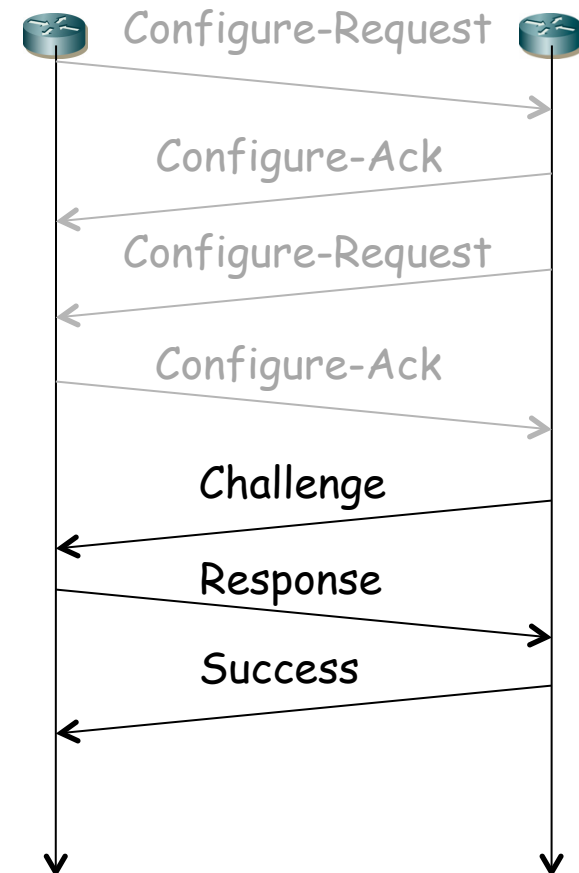 Configure-Request
Configure-Ack
Configure-Request
Configure-Ack
Challenge
Response
Success